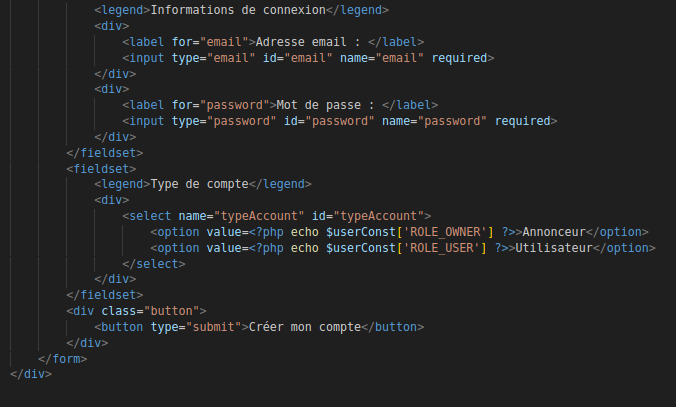 <legend>Informations de connexion</legend>
<div>
<label for="email">Adresse email : </label>
<input type="email" id="email" name="email" required>
</div>
<div>
<label for="password">Mot de passe : </label>
<input type="password" id="password" name="password" required>
</div>
</fieldset>
<fieldset>
<legend>Type de compte</legend>
<div>
<select name="typeAccount" id="typeAccount">
<option value=<?php echo $userConst['ROLE_OWNER'] ?>>Annonceur</option>
<option value=<?php echo $userConst['ROLE_USER'] ?>>Utilisateur</option>
</select>
</div>
</fieldset>
<div class="button">
<button type="submit">Créer mon compte</button>
</div>
</form>
</div>